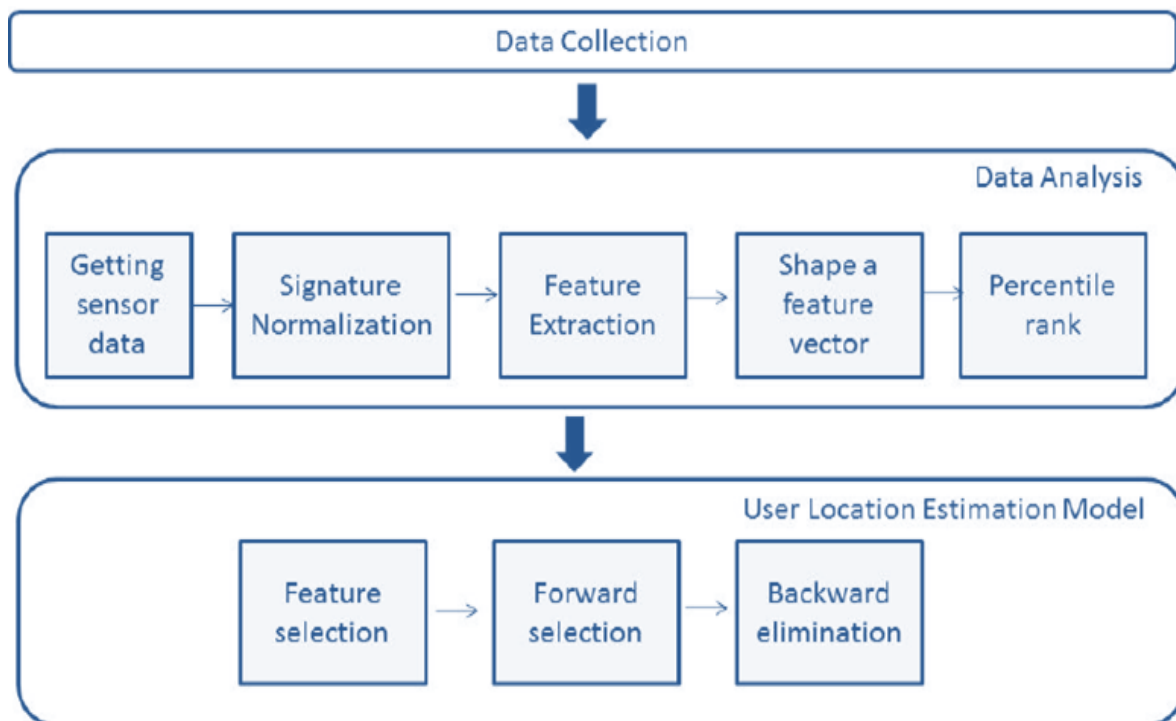 Data Collection
Data Analysis
Getting
sensor
data
Signature
Normalization
Feature
Extraction
Shape a
feature
vector
Percentile
rank
User Location Estimation Model
Feature
selection
Forward
selection
Backward
elimination